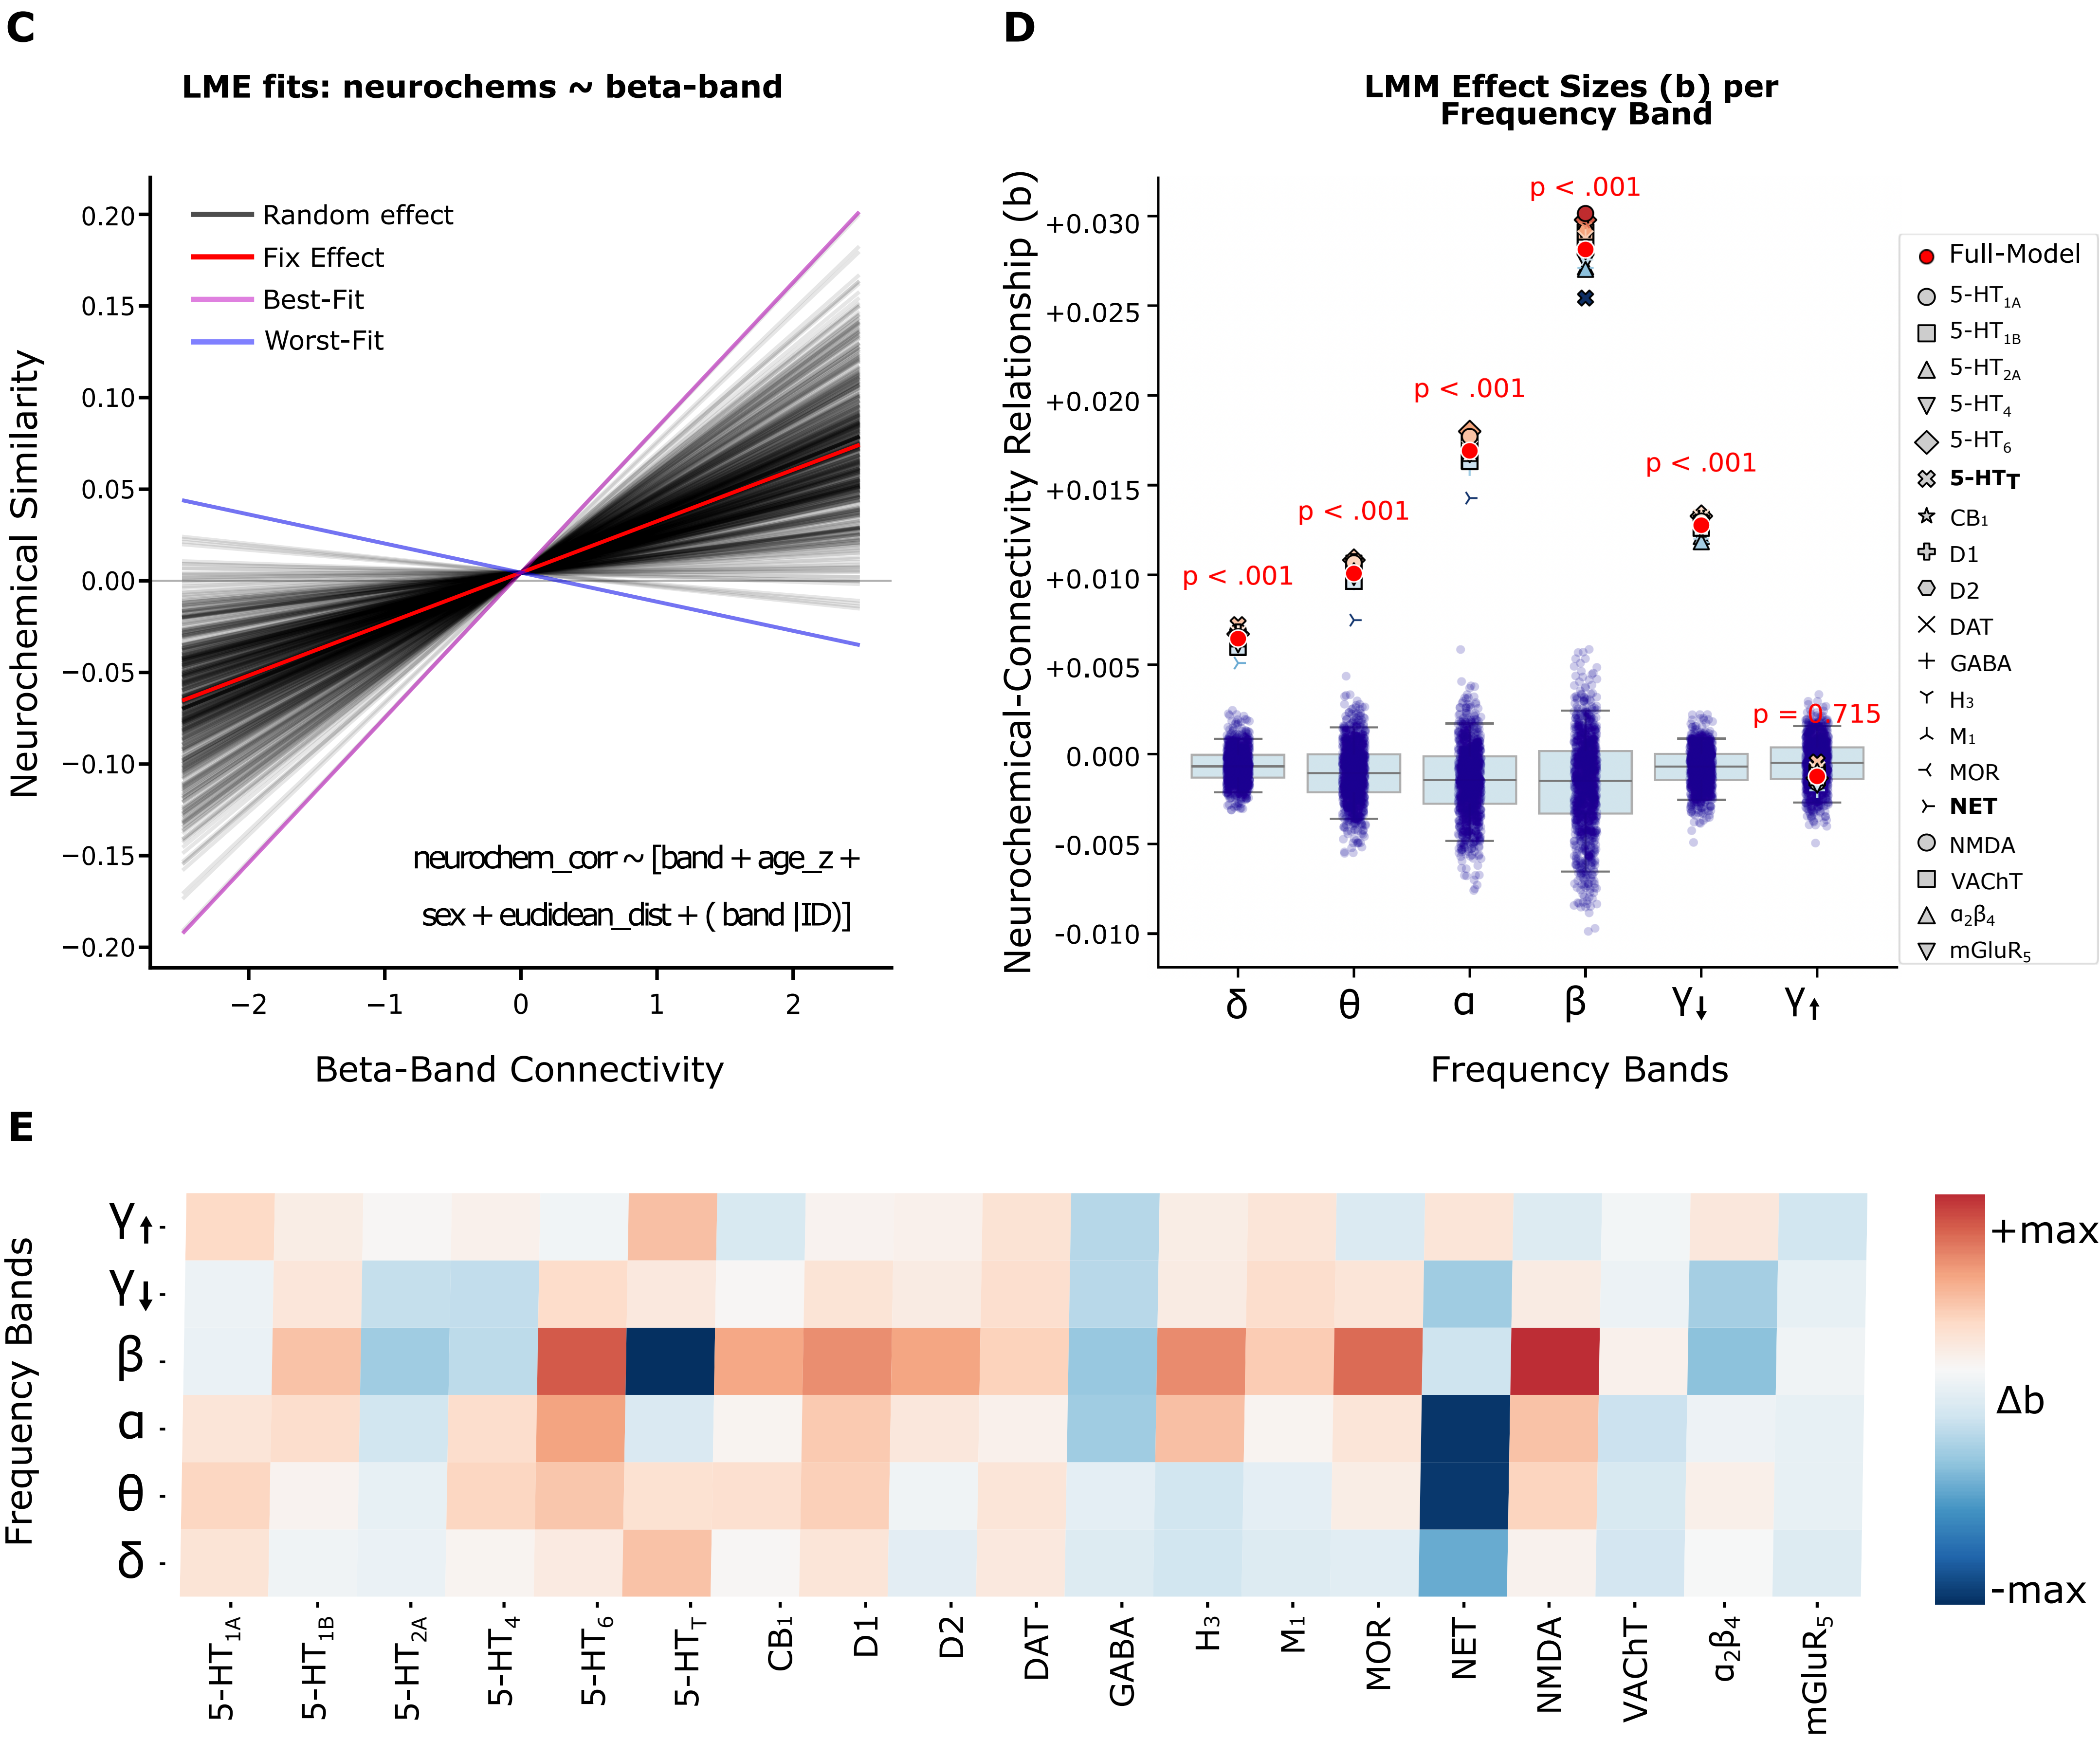 C
LME fits: neurochems ~ beta-band
Neurochemical Similarity
0.20
0.15
0.10
0.05
0.00
−0.05
−0.10
−0.15
−0.20
Random effect
Fix Effect
Best-Fit
Worst-Fit
neurochem_corr ~ [band + age_z +
sex + eudidean_dist + ( band |ID)]
−2
−1
0
1
2
Beta-Band Connectivity
D
LMM Effect Sizes (b) per
Frequency Band
Neurochemical-Connectivity Relationship (b)
+0.030
+0.025
+0.020
+0.015
+0.010
+0.005
0.000
-0.005
-0.010
p < .001
p < .001
p < .001
p < .001
p < .001
p = 0.715
δ
θ
ɑ
β
γ↓
γ↑
Frequency Bands
Full-Model
5-HT1A
5-HT1B
5-HT2A
5-HT4
5-HT6
5-HTT
CB1
D1
D2
DAT
GABA
H3
M1
MOR
NET
NMDA
VAChT
ɑ2β4
mGluR5
E
Frequency Bands
γ↑
γ↓
β
ɑ
θ
δ
5-HT1A
5-HT1B
5-HT2A
5-HT4
5-HT6
5-HTT
CB1
D1
D2
DAT
GABA
H3
M1
MOR
NET
NMDA
VAChT
ɑ2β4
mGluR5
+max
Δb
-max